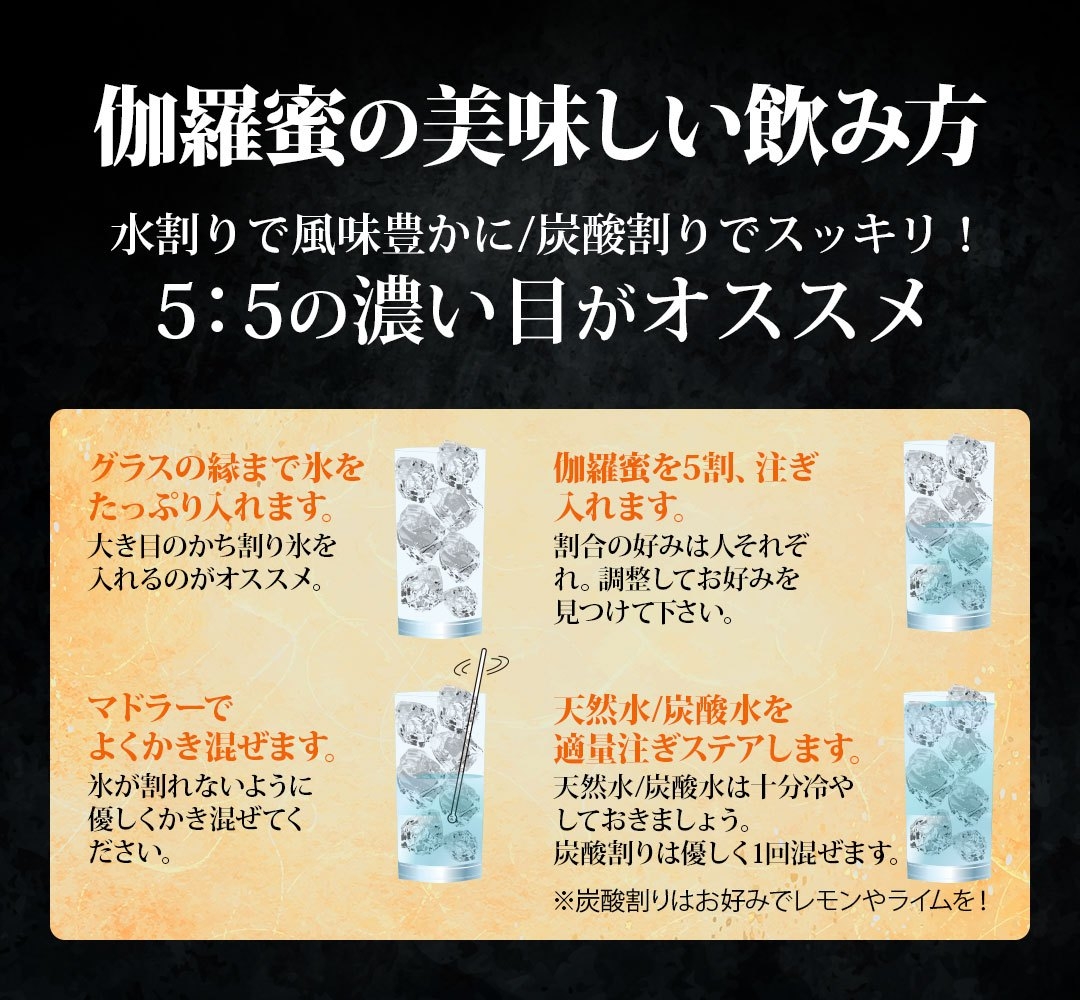 伽羅蜜の美味しい飲み方
水割りで風味豊かに/炭酸割りでスッキリ！
5：5の濃い目がオススメ
グラスの縁まで氷を
たっぷり入れます。
大き目のかち割り氷を
入れるのがオススメ。
伽羅蜜を5割、注ぎ
入れます。
割合の好みは人それぞ
れ。調整してお好みを
見つけて下さい。
マドラーで
よくかき混ぜます。
氷が割れないように
優しくかき混ぜてく
ださい。
天然水/炭酸水を
適量注ぎステアします。
天然水/炭酸水は十分冷や
しておきましょう。
炭酸割りは優しく1回混ぜます。
※炭酸割りはお好みでレモンやライムを！